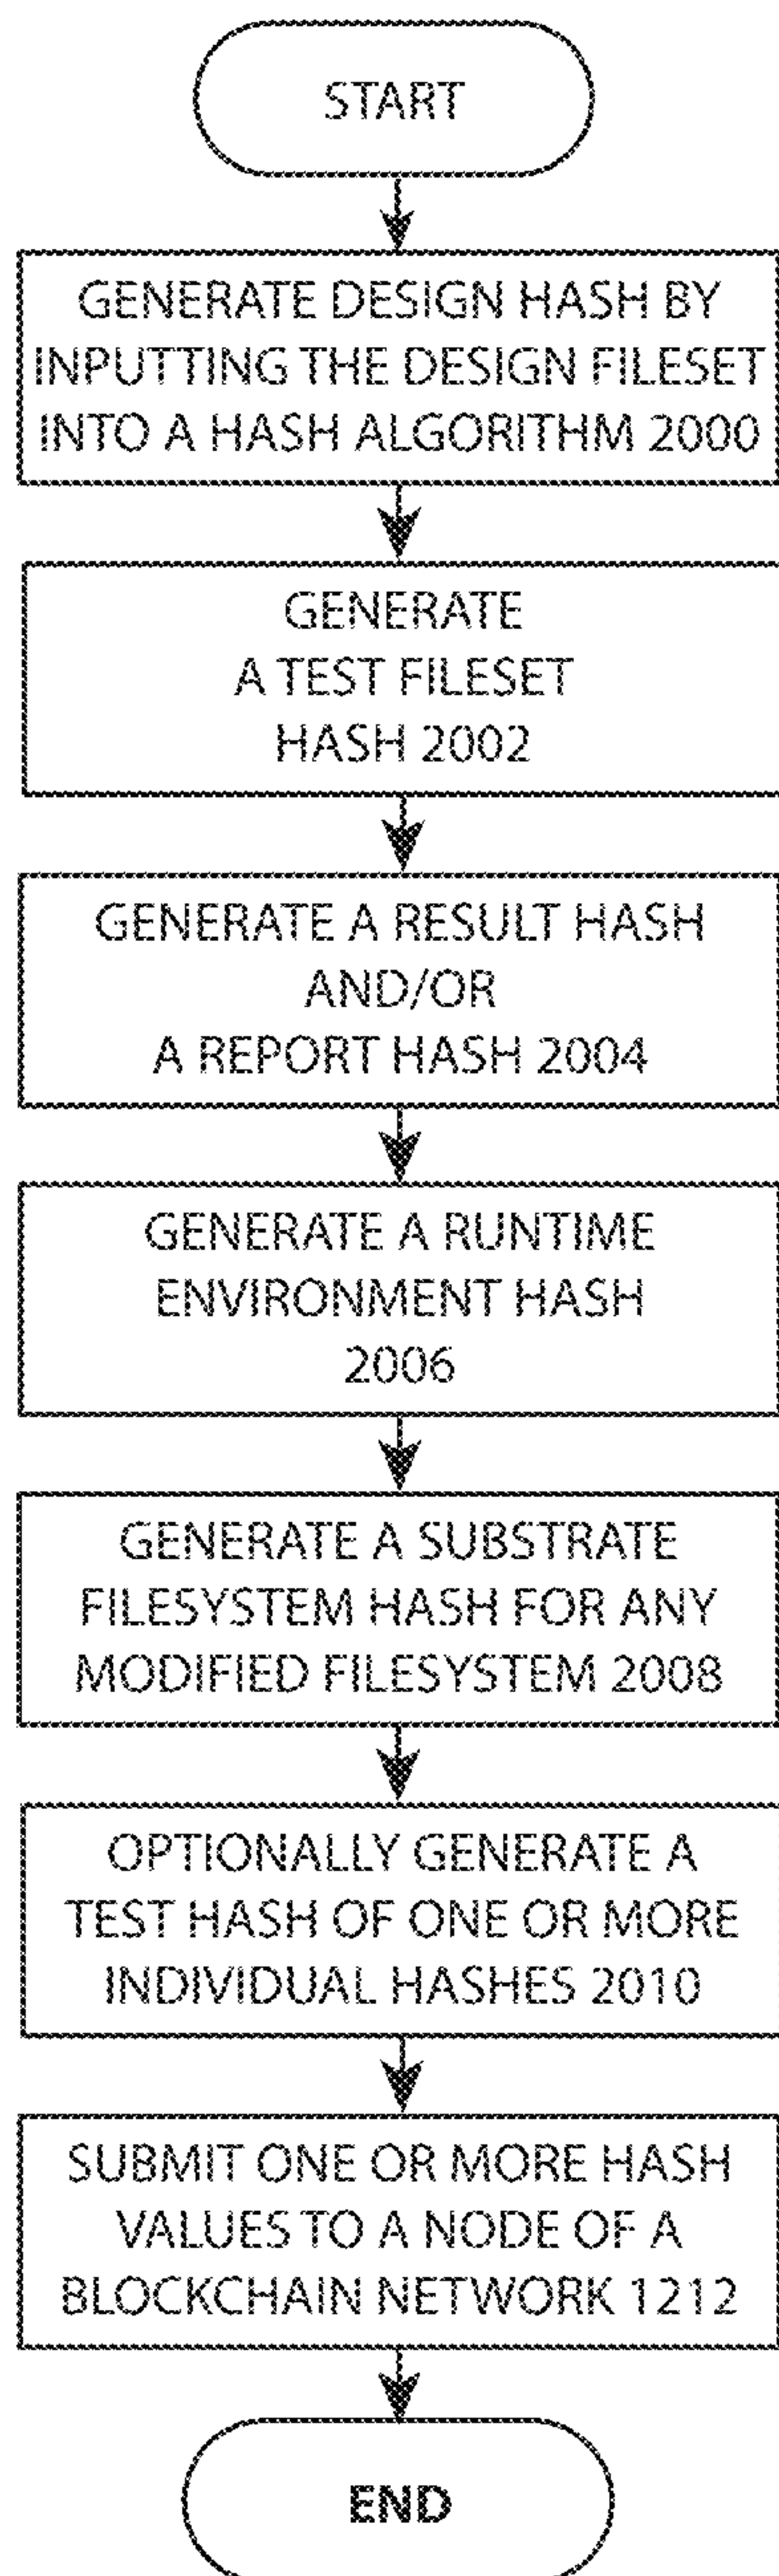 START
GENERATE DESIGN HASH BY
INPUTTING THE DESIGN FILESET
INTO A HASH ALGORITHM 2000
GENERATE
A TEST FILESET
HASH 2002
GENERATE A RESULT HASH
AND/OR
A REPORT HASH 2004
GENERATE A RUNTIME
ENVIRONMENT HASH
2006
GENERATE A SUBSTRATE
FILESYSTEM HASH FOR ANY
MODIFIED FILESYSTEM 2008
OPTIONALLY GENERATE A
TEST HASH OF ONE OR MORE
INDIVIDUAL HASHES 2010
SUBMIT ONE OR MORE HASH
VALUES TO A NODE OF A
BLOCKCHAIN NETWORK 1212
END